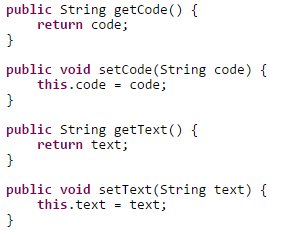 public String getCode() {
    return code;
}

public void setCode(String code) {
    this.code = code;
}

public String getText() {
    return text;
}

public void setText(String text) {
    this.text = text;
}